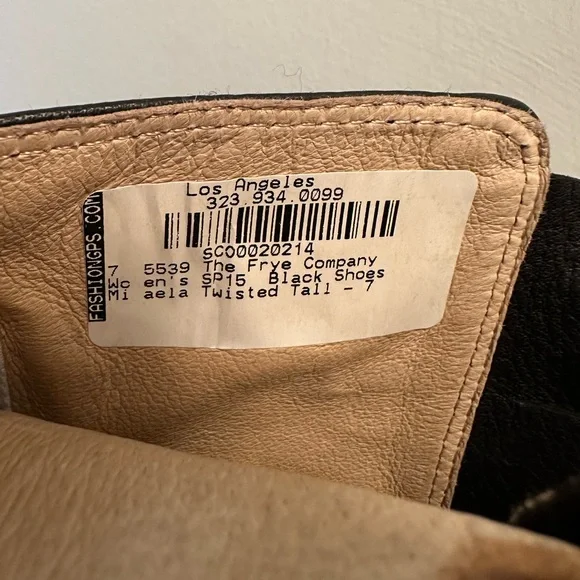 FASHIONGPS.COM
Los Angeles
323.934.0099
SCO0020214
7 5539 The Frye Company
Wo en's SP15 Black Shoes
Mi aela Twisted Tall - 7